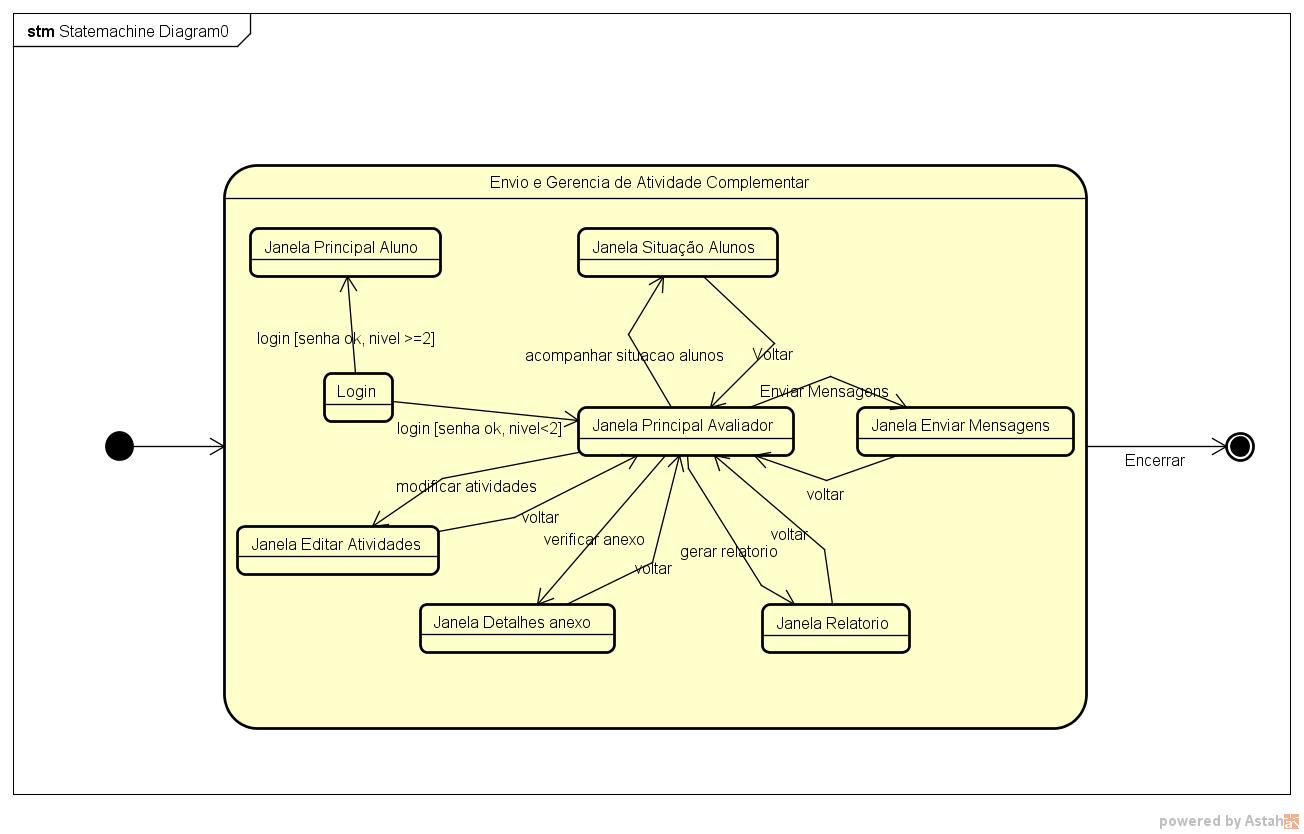 stm Statemachine Diagram0
Envio e Gerencia de Atividade Complementar
Janela Principal Aluno
Janela Situação Alunos
login [senha ok, nivel >=2]
acompanhar situacao alunos
Voltar
Login
Enviar Mensagens
login [senha ok, nivel<2]
Janela Principal Avaliador
Janela Enviar Mensagens
Encerrar
modificar atividades
voltar
voltar
Janela Editar Atividades
verificar anexo
voltar
gerar relatorio
voltar
Janela Detalhes anexo
Janela Relatorio
powered by Astah